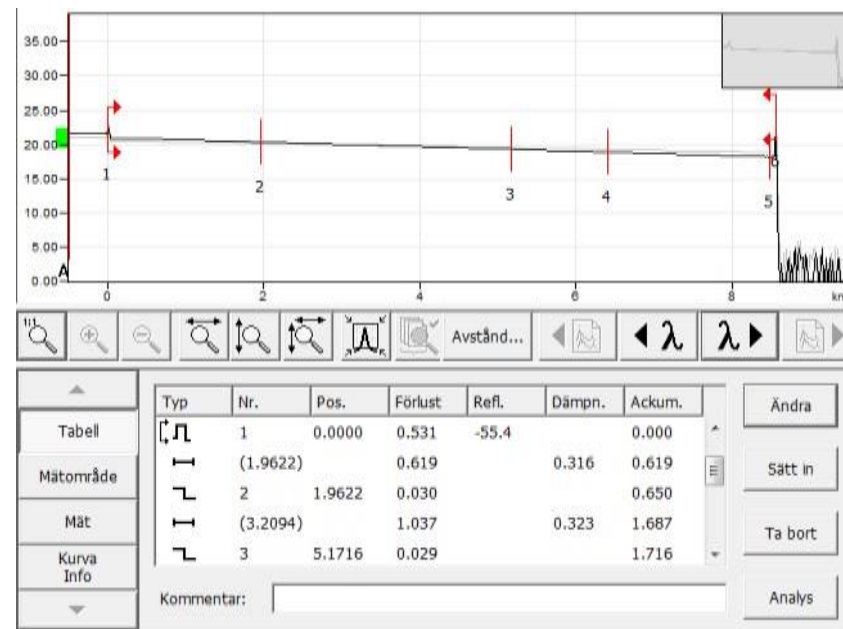 35.00
30.00
25.00
20.00
15.00
10.00
5.00
0.00
A
1
2
3
4
5
6
0
2
4
6
8
km
1:1
Avstånd...
λ
λ
Tabell
Mätområde
Mät
Kurva
Info
Typ Nr. Pos. Förlust Refl. Dämpn. Ackum.
1 0.0000 0.531 -55.4 0.000
(1.9622) 0.619 0.316 0.619
2 1.9622 0.030 0.650
(3.2094) 1.037 0.323 1.687
3 5.1716 0.029 1.716
Kommentar:
Ändra
Sätt in
Ta bort
Analys